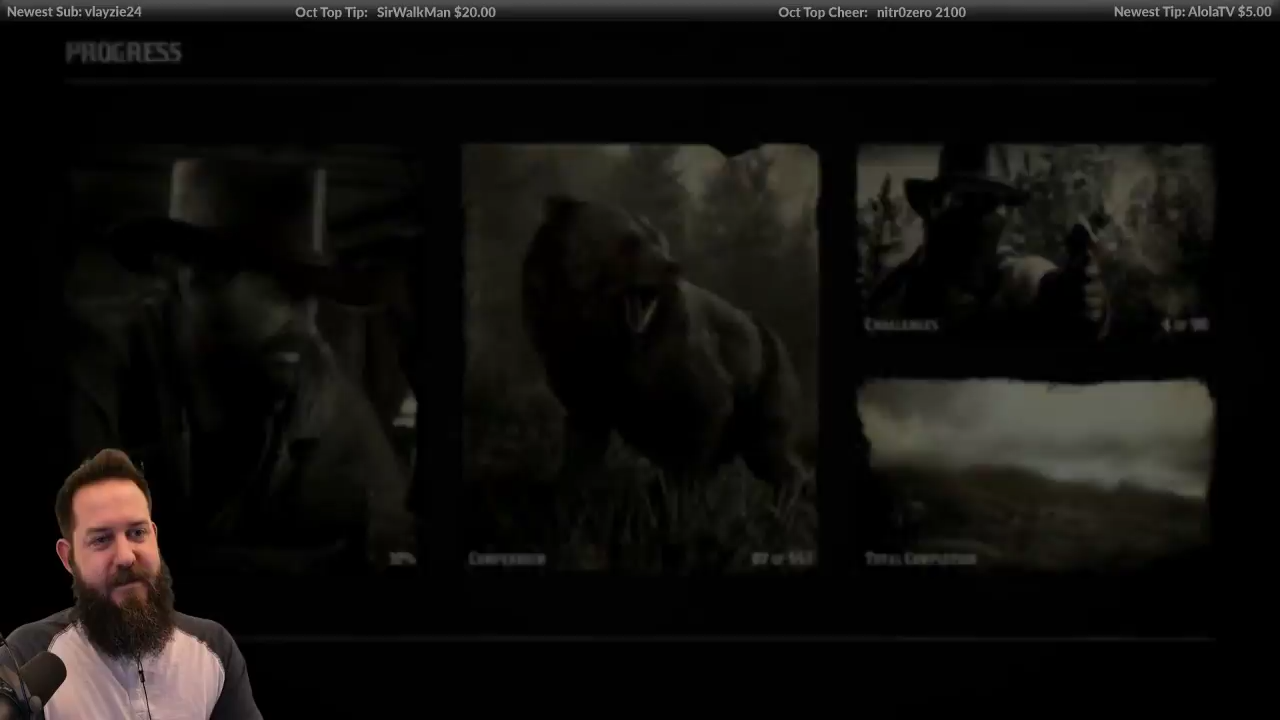 Newest Sub: vlayzie24
Oct Top Tip: SirWalkMan $20.00
Oct Top Cheer: nitr0zero 2100
Newest Tip: AlolaTV $5.00
PROGRESS
CHALLENGES
COMPENDIUM
TOTAL COMPLETION